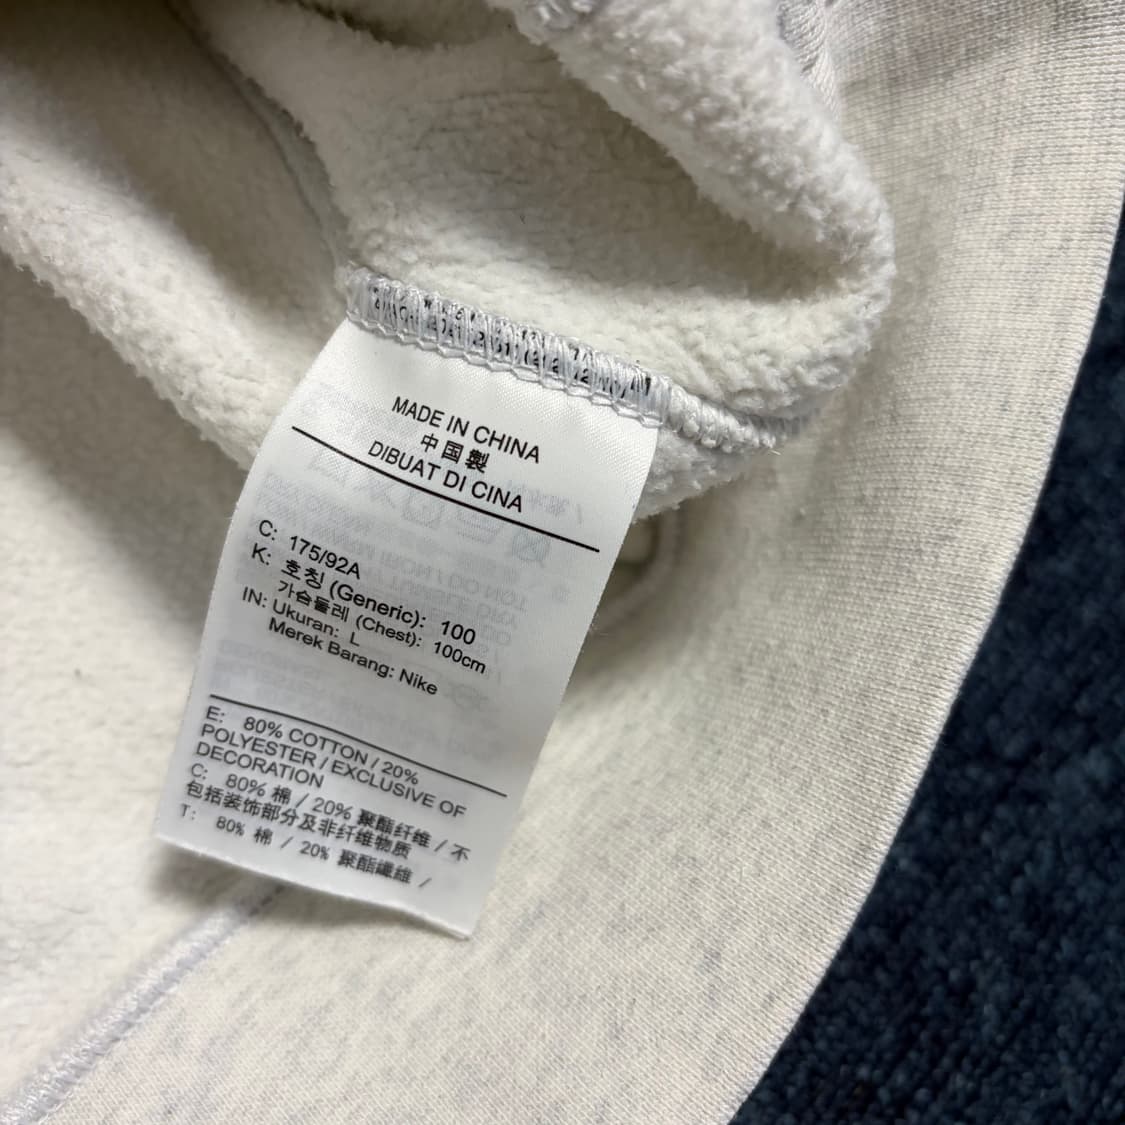 MADE IN CHINA
中国製
DIBUAT DI CINA
C: 175/92A
K: 호칭 (Generic): 100
가슴둘레 (Chest): 100cm
IN: Ukuran: L
Merek Barang: Nike
E: 80% COTTON / 20%
POLYESTER / EXCLUSIVE OF
DECORATION
C: 80% 棉 / 20% 聚酯纤维 / 不
包括装饰部分及非纤维物质
T: 80% 棉 / 20% 聚酯纖維 /